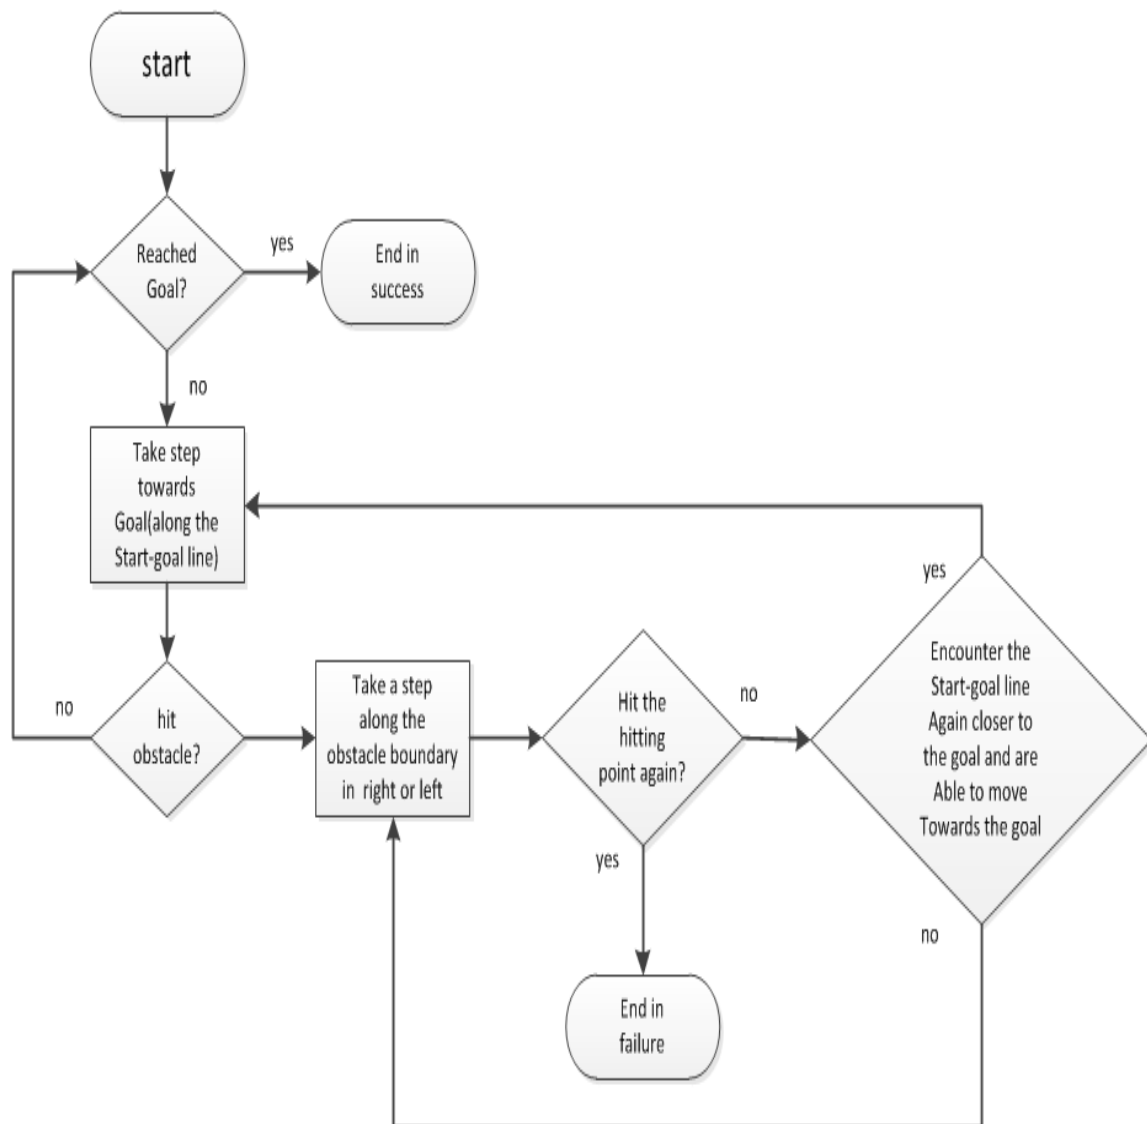 start
Reached
Goal?
yes
End in
success
no
Take step
towards
Goal(along the
Start-goal line)
hit
obstacle?
no
Take a step
along the
obstacle boundary
in right or left
Hit the
hitting
point again?
no
yes
End in
failure
yes
Encounter the
Start-goal line
Again closer to
the goal and are
Able to move
Towards the goal
no